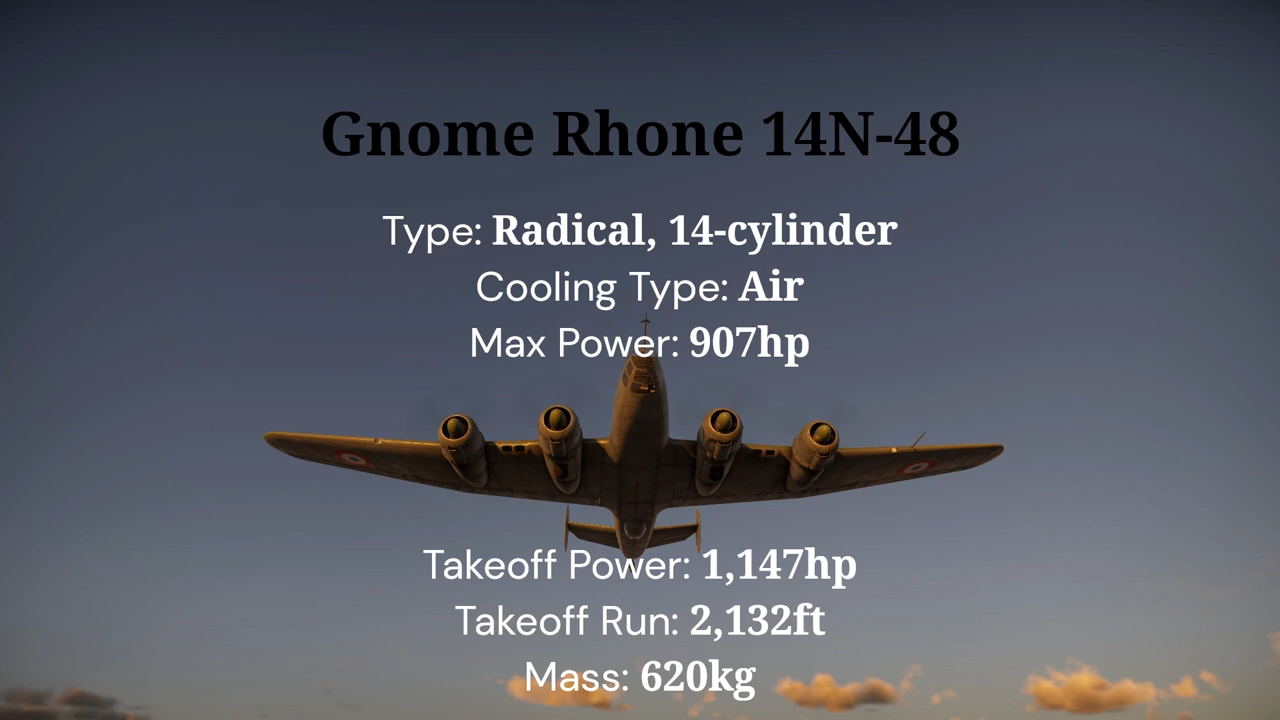 Gnome Rhone 14N-48
Type: Radical, 14-cylinder
Cooling Type: Air
Max Power: 907hp
Takeoff Power: 1,147hp
Takeoff Run: 2,132ft
Mass: 620kg